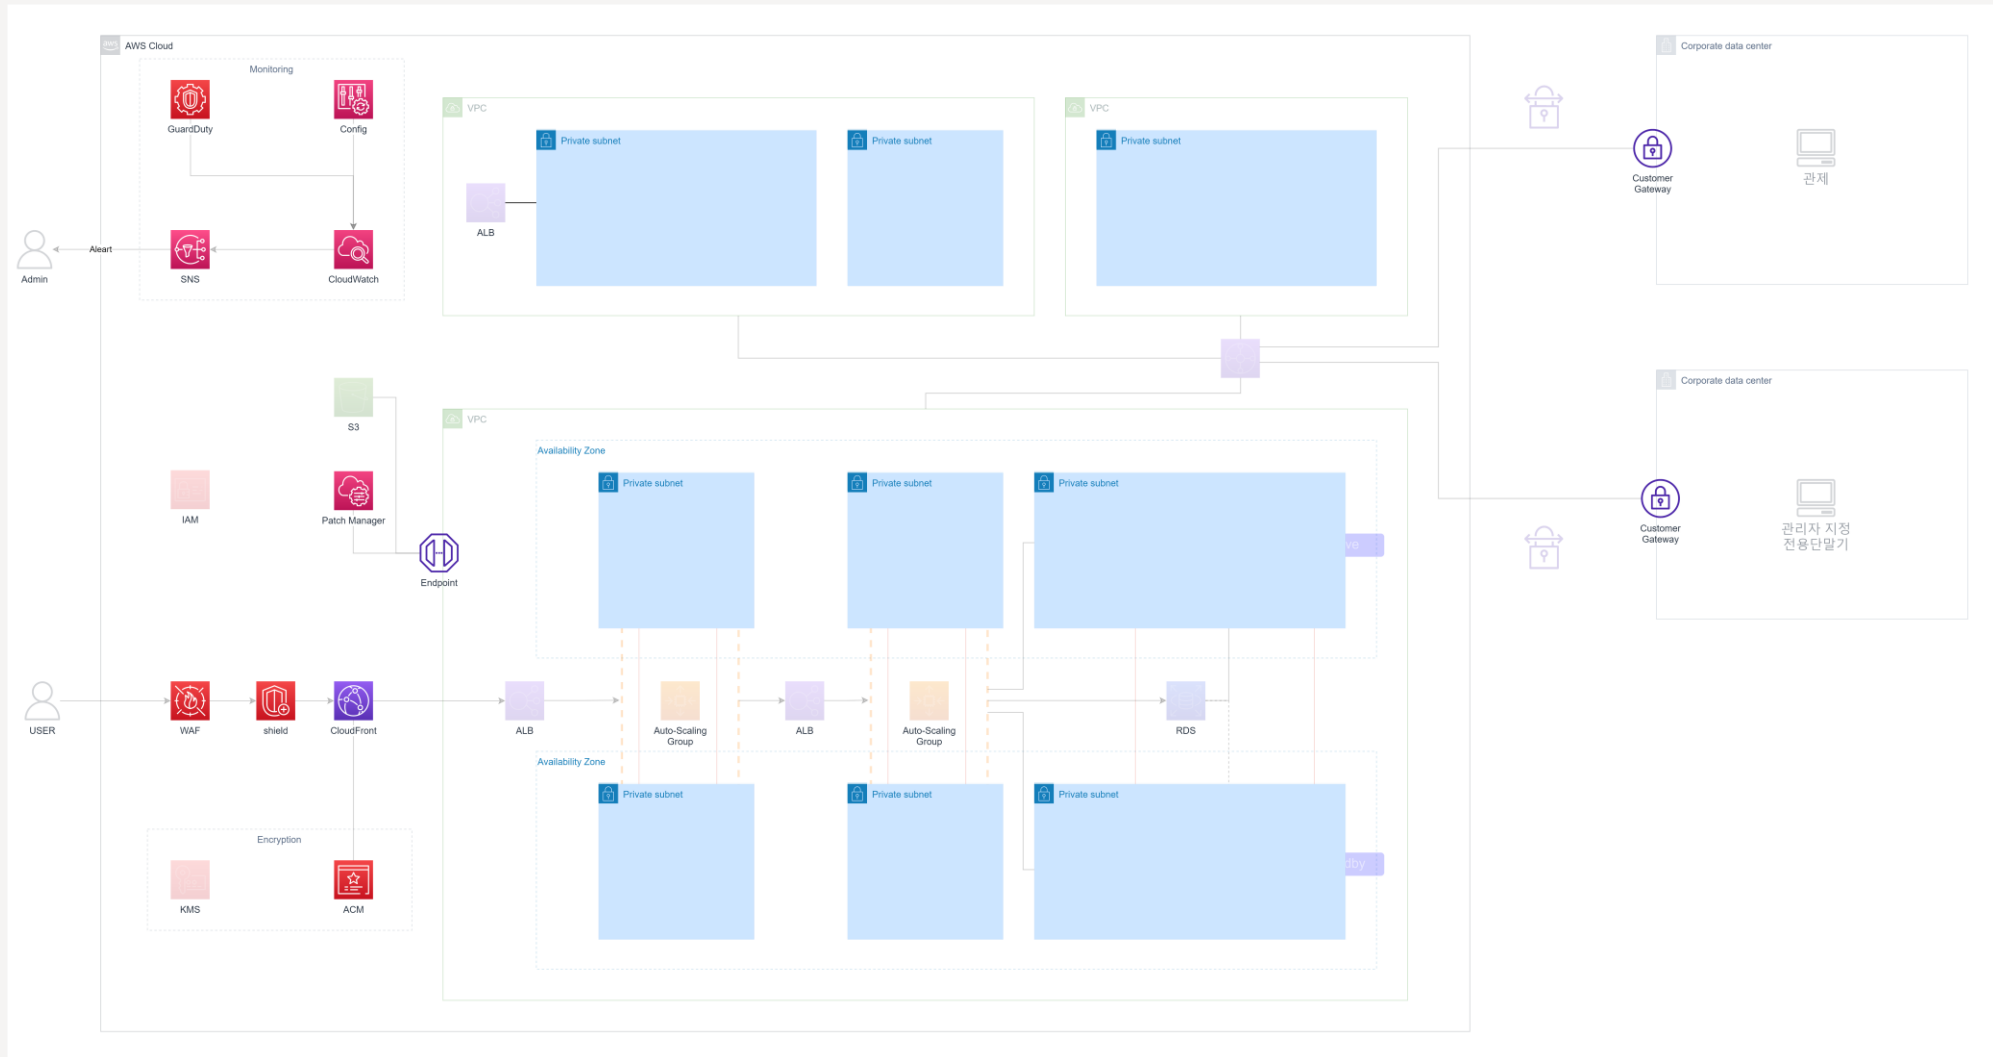 AWS Cloud
Corporate data center
Monitoring
GuardDuty
Config
VPC
VPC
Private subnet
Private subnet
Private subnet
Customer
Gateway
관제
ALB
Admin
Aleart
SNS
CloudWatch
Corporate data center
S3
VPC
Availability Zone
Private subnet
Private subnet
Private subnet
IAM
Patch Manager
Customer
Gateway
관리자 지정
전용단말기
Endpoint
USER
WAF
shield
CloudFront
ALB
Auto-Scaling
Group
ALB
Auto-Scaling
Group
RDS
Availability Zone
Private subnet
Private subnet
Private subnet
Encryption
dby
KMS
ACM